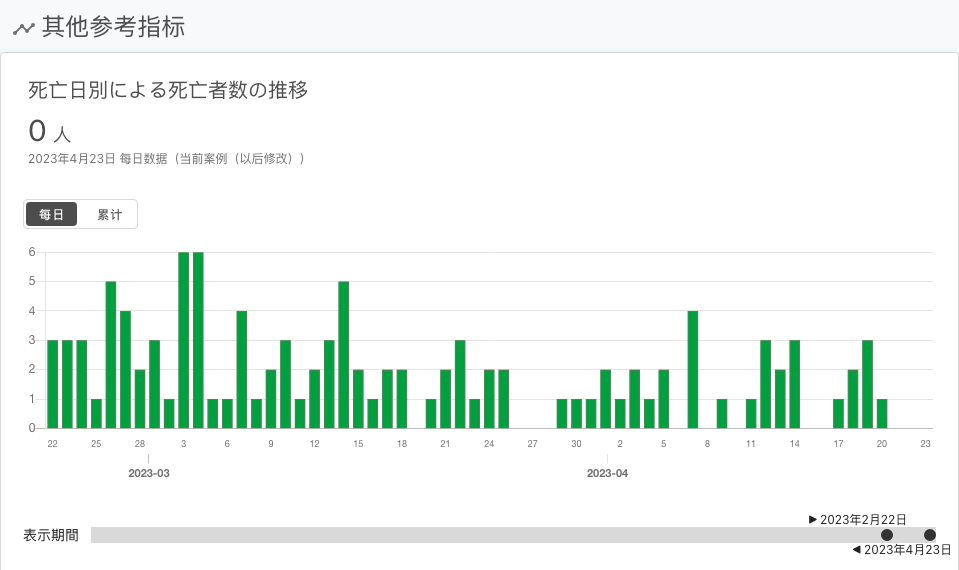 其他参考指标
死亡日別による死亡者数の推移
0 人
2023年4月23日 每日数据（当前案例（以后修改））
每日 累计
6
5
4
3
2
1
0
22 25 28 3 6 9 12 15 18 21 24 27 30 2 5 8 11 14 17 20 23
2023-03 2023-04
2023年2月22日
表示期間
2023年4月23日